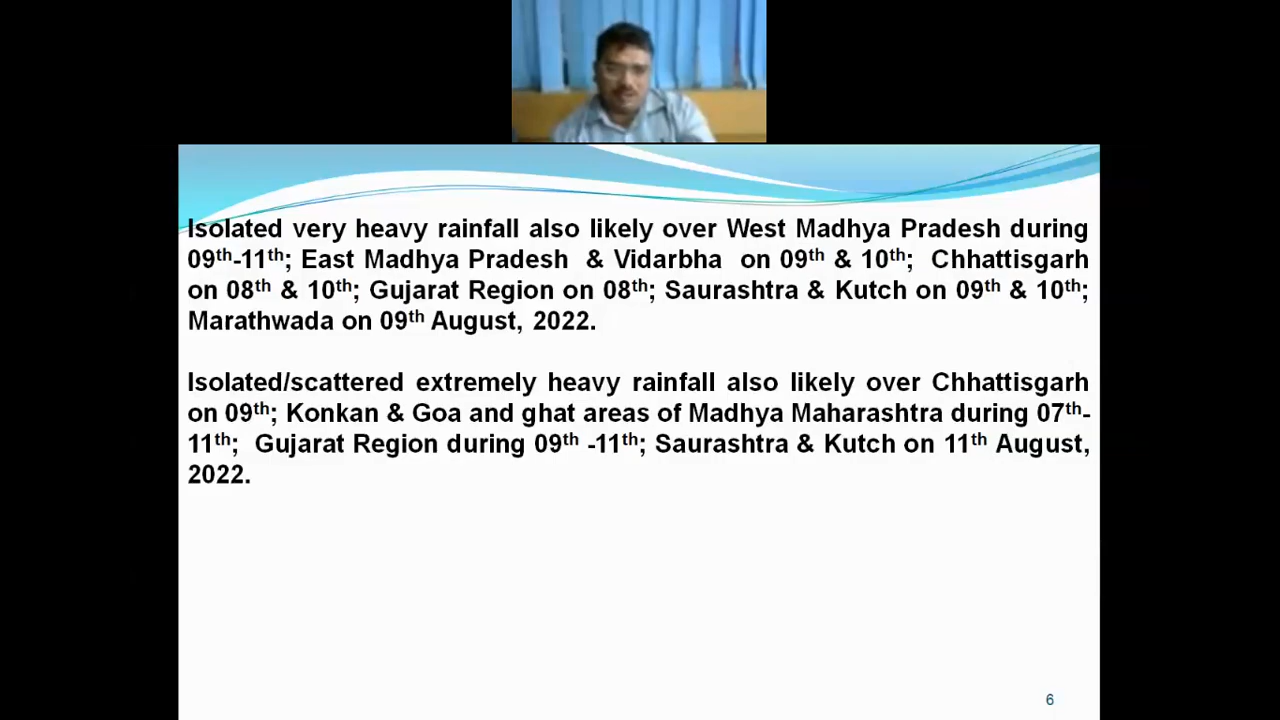 Isolated very heavy rainfall also likely over West Madhya Pradesh during
09th-11th; East Madhya Pradesh & Vidarbha on 09th & 10th; Chhattisgarh
on 08th & 10th; Gujarat Region on 08th; Saurashtra & Kutch on 09th & 10th;
Marathwada on 09th August, 2022.
Isolated/scattered extremely heavy rainfall also likely over Chhattisgarh
on 09th; Konkan & Goa and ghat areas of Madhya Maharashtra during 07th-
11th; Gujarat Region during 09th -11th; Saurashtra & Kutch on 11th August,
2022.
6